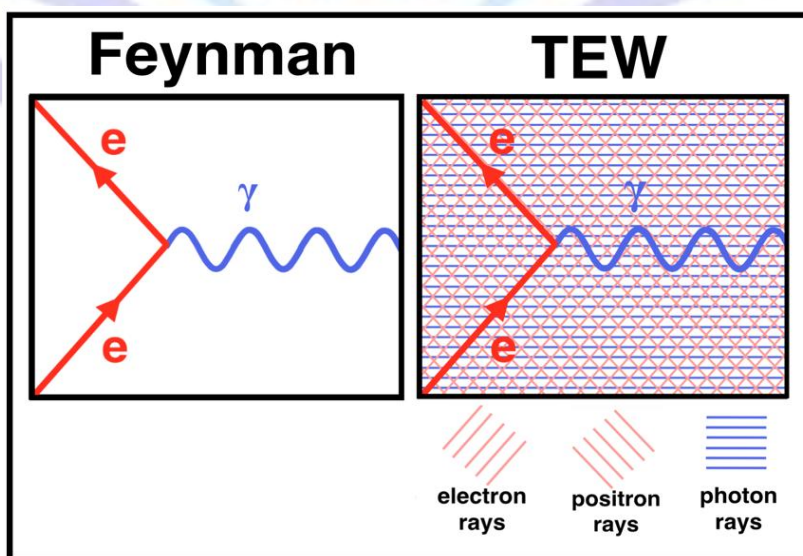 Feynman
TEW
e
γ
e
e
γ
e
electron
rays
positron
rays
photon
rays